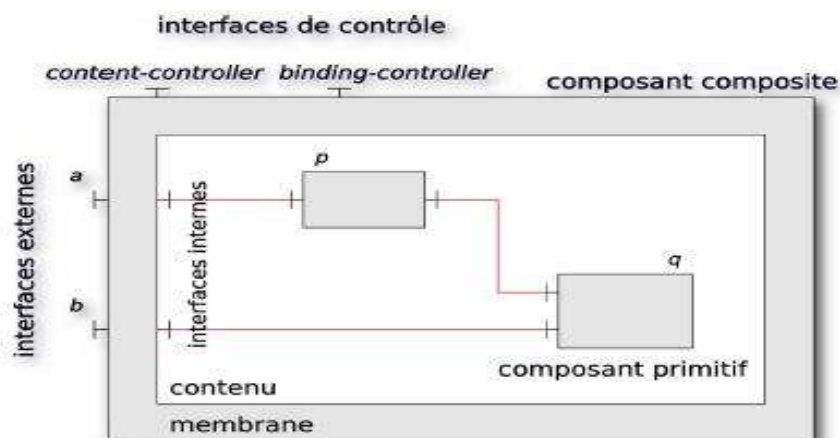 interfaces de contrôle
content-controller binding-controller
composant composite
interfaces externes
a
b
interfaces internes
p
q
composant primitif
contenu
membrane